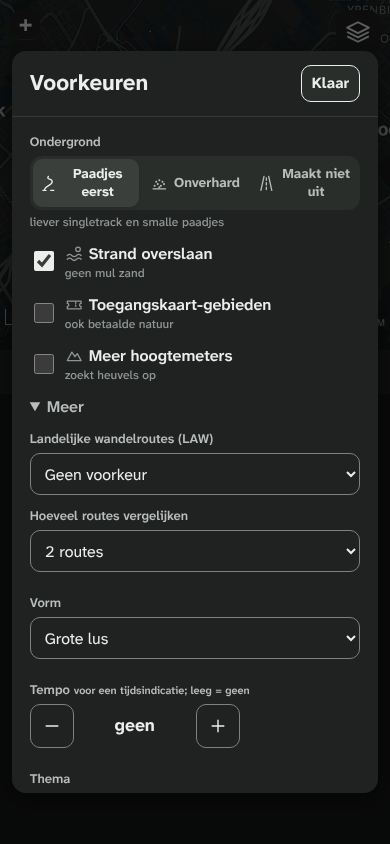 Voorkeuren
Klaar
Ondergrond
Paadjes
eerst
Onverhard
Maakt niet
uit
liever singletrack en smalle paadjes
Strand overslaan
geen mul zand
Toegangskaart-gebieden
ook betaalde natuur
Meer hoogtemeters
zoekt heuvels op
▼ Meer
Landelijke wandelroutes (LAW)
Geen voorkeur
Hoeveel routes vergelijken
2 routes
Vorm
Grote lus
Tempo voor een tijdsindicatie; leeg = geen
− geen +
Thema